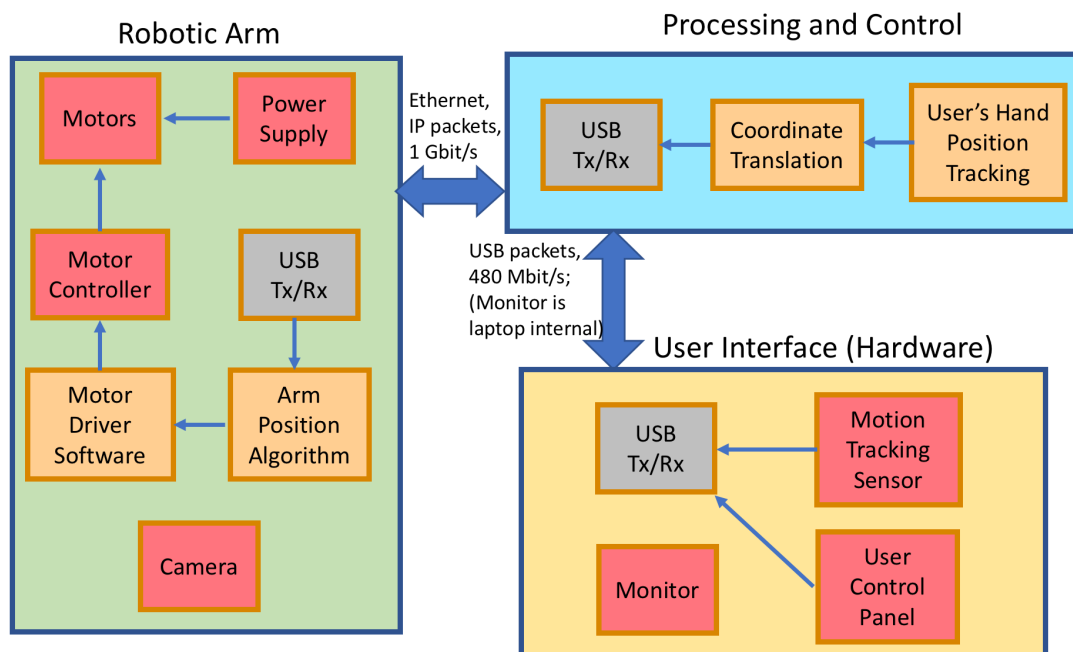 Robotic Arm
Motors
Power
Supply
Motor
Controller
USB
Tx/Rx
Motor
Driver
Software
Arm
Position
Algorithm
Camera
Ethernet,
IP packets,
1 Gbit/s
Processing and Control
USB
Tx/Rx
Coordinate
Translation
User’s Hand
Position
Tracking
USB packets,
480 Mbit/s;
(Monitor is
laptop internal)
User Interface (Hardware)
USB
Tx/Rx
Motion
Tracking
Sensor
Monitor
User
Control
Panel